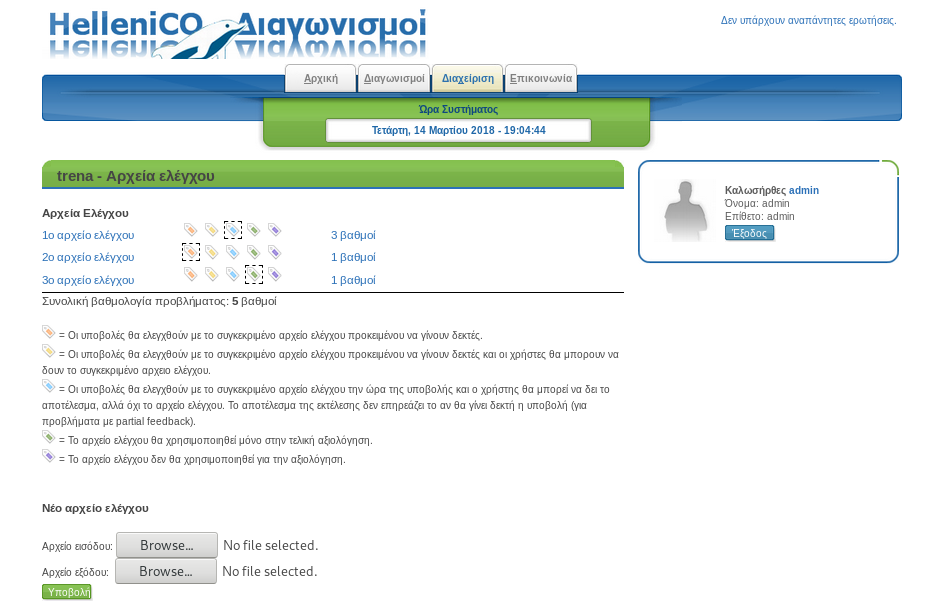 HellenicO Διαγωνισμοί
Δεν υπάρχουν αναπάντητες ερωτήσεις.
Αρχική Διαγωνισμοί Διαχείριση Επικοινωνία
Ώρα Συστήματος
Τετάρτη, 14 Μαρτίου 2018 - 19:04:44
trena - Αρχεία ελέγχου
Καλωσήρθες admin
Όνομα: admin
Επίθετο: admin
Έξοδος
Αρχεία Ελέγχου
1ο αρχείο ελέγχου 3 βαθμοί
2ο αρχείο ελέγχου 1 βαθμοί
3ο αρχείο ελέγχου 1 βαθμοί
Συνολική βαθμολογία προβλήματος: 5 βαθμοί
= Οι υποβολές θα ελεγχθούν με το συγκεκριμένο αρχείο ελέγχου προκειμένου να γίνουν δεκτές.
= Οι υποβολές θα ελεγχθούν με το συγκεκριμένο αρχείο ελέγχου προκειμένου να γίνουν δεκτές και οι χρήστες θα μπορουν να
δουν το συγκεκριμένο αρχειο ελέγχου.
= Οι υποβολές θα ελεγχθούν με το συγκεκριμένο αρχείο ελέγχου την ώρα της υποβολής και ο χρήστης θα μπορεί να δει το
αποτέλεσμα, αλλά όχι το αρχείο ελέγχου. Το αποτέλεσμα της εκτέλεσης δεν επηρεάζει το αν θα γίνει δεκτή η υποβολή (για
προβλήματα με partial feedback).
= Το αρχείο ελέγχου θα χρησιμοποιηθεί μόνο στην τελική αξιολόγηση.
= Το αρχείο ελέγχου δεν θα χρησιμοποιηθεί για την αξιολόγηση.
Νέο αρχείο ελέγχου
Αρχείο εισόδου: Browse... No file selected.
Αρχείο εξόδου: Browse... No file selected.
Υποβολή